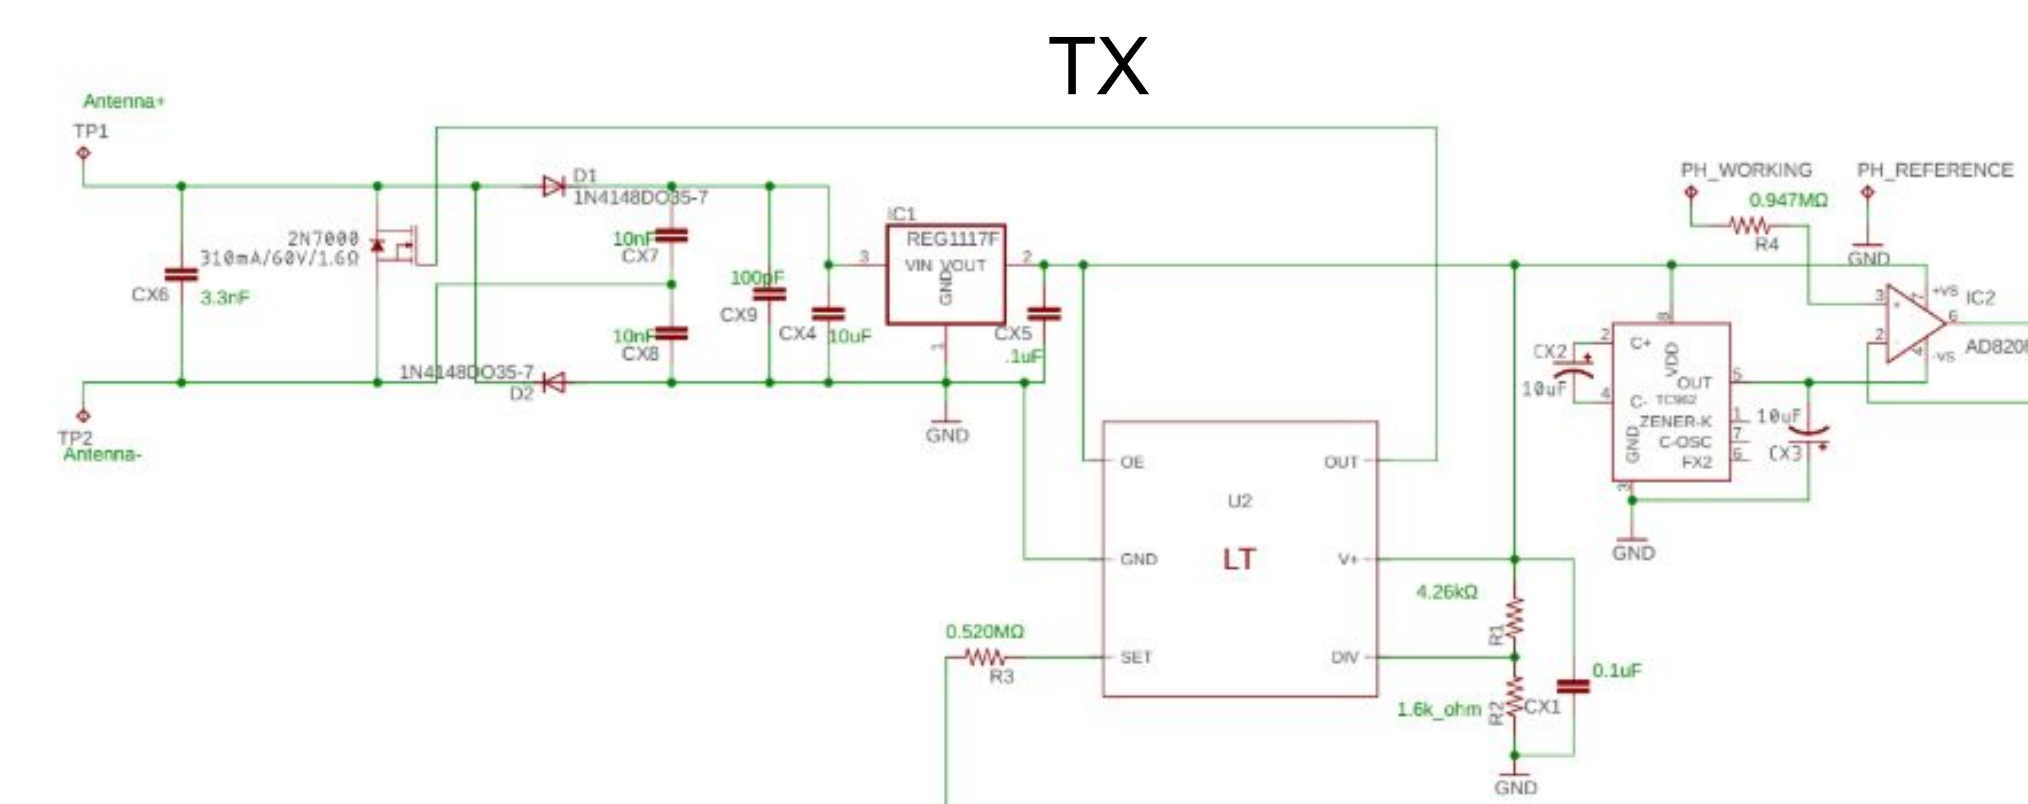 TX
Antenna+
TP1
PH_WORKING
PH_REFERENCE
0.947MΩ
R4
GND
D1
1N4148DO35-7
2N7000
310mA/60V/1.6Ω
CX6
3.3nF
10nF
CX7
10nF
CX8
100pF
CX9
CX4
10uF
IC1
REG1117F
3
VIN VOUT
2
GND
1
CX5
.1uF
GND
1N4148DO35-7
D2
TP2
Antenna-
OE
OUT
U2
GND
LT
V+
SET
DIV
0.520MΩ
R3
4.26kΩ
R1
1.6k_ohm
R2
CX1
0.1uF
GND
CX2
10uF
2
C+
8
VDD
4
C-
TC962
OUT
5
ZENER-K
1
C-OSC
7
FX2
6
GND
3
GND
10uF
CX3
3
+
2
-
7
+VS
IC2
6
4
-VS